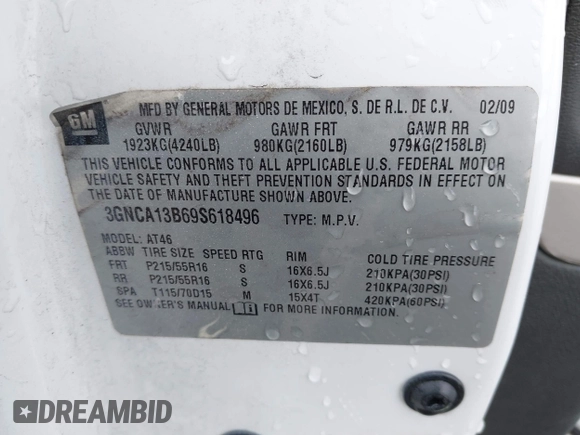 GM
MFD BY GENERAL MOTORS DE MEXICO, S. DE R.L. DE C.V. 02/09
GVWR GAWR FRT GAWR RR
1923KG(4240LB) 980KG(2160LB) 979KG(2158LB)
THIS VEHICLE CONFORMS TO ALL APPLICABLE U.S. FEDERAL MOTOR
VEHICLE SAFETY AND THEFT PREVENTION STANDARDS IN EFFECT ON
THE DATE OF MANUFACTURE SHOWN ABOVE.
3GNCA13B69S618496 TYPE: M.P.V.
MODEL: AT46
ABBW TIRE SIZE SPEED RTG RIM COLD TIRE PRESSURE
FRT P215/55R16 S 16X6.5J 210KPA(30PSI)
RR P215/55R16 S 16X6.5J 210KPA(30PSI)
SPA T115/70D15 M 15X4T 420KPA(60PSI)
SEE OWNER'S MANUAL FOR MORE INFORMATION.
DREAMBID